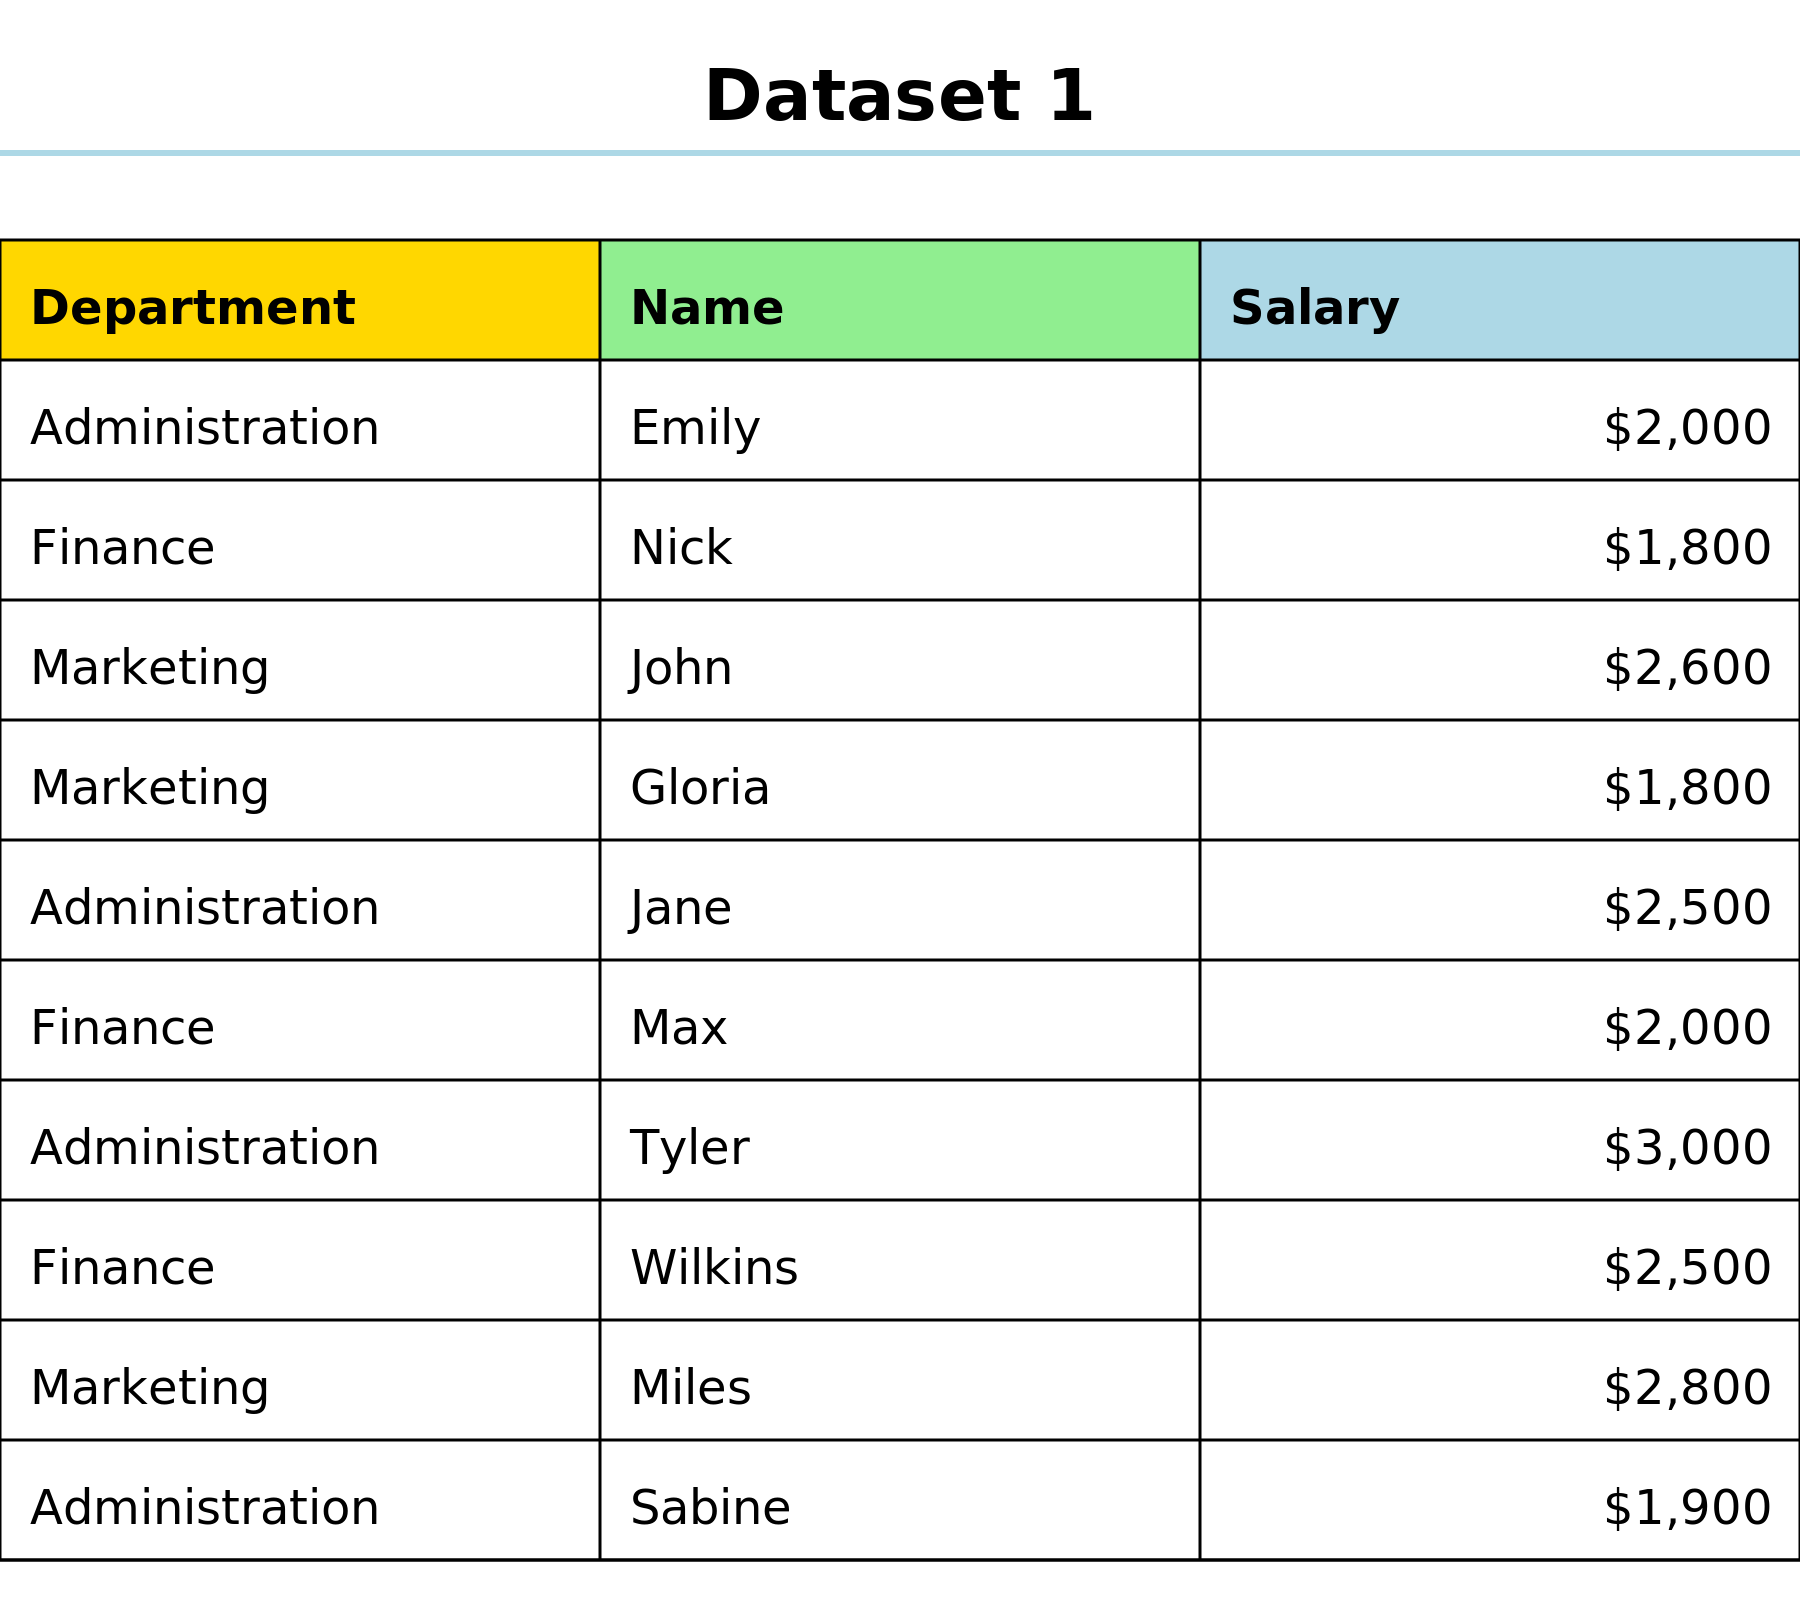 Dataset 1
Department Name Salary
Administration Emily $2,000
Finance Nick $1,800
Marketing John $2,600
Marketing Gloria $1,800
Administration Jane $2,500
Finance Max $2,000
Administration Tyler $3,000
Finance Wilkins $2,500
Marketing Miles $2,800
Administration Sabine $1,900